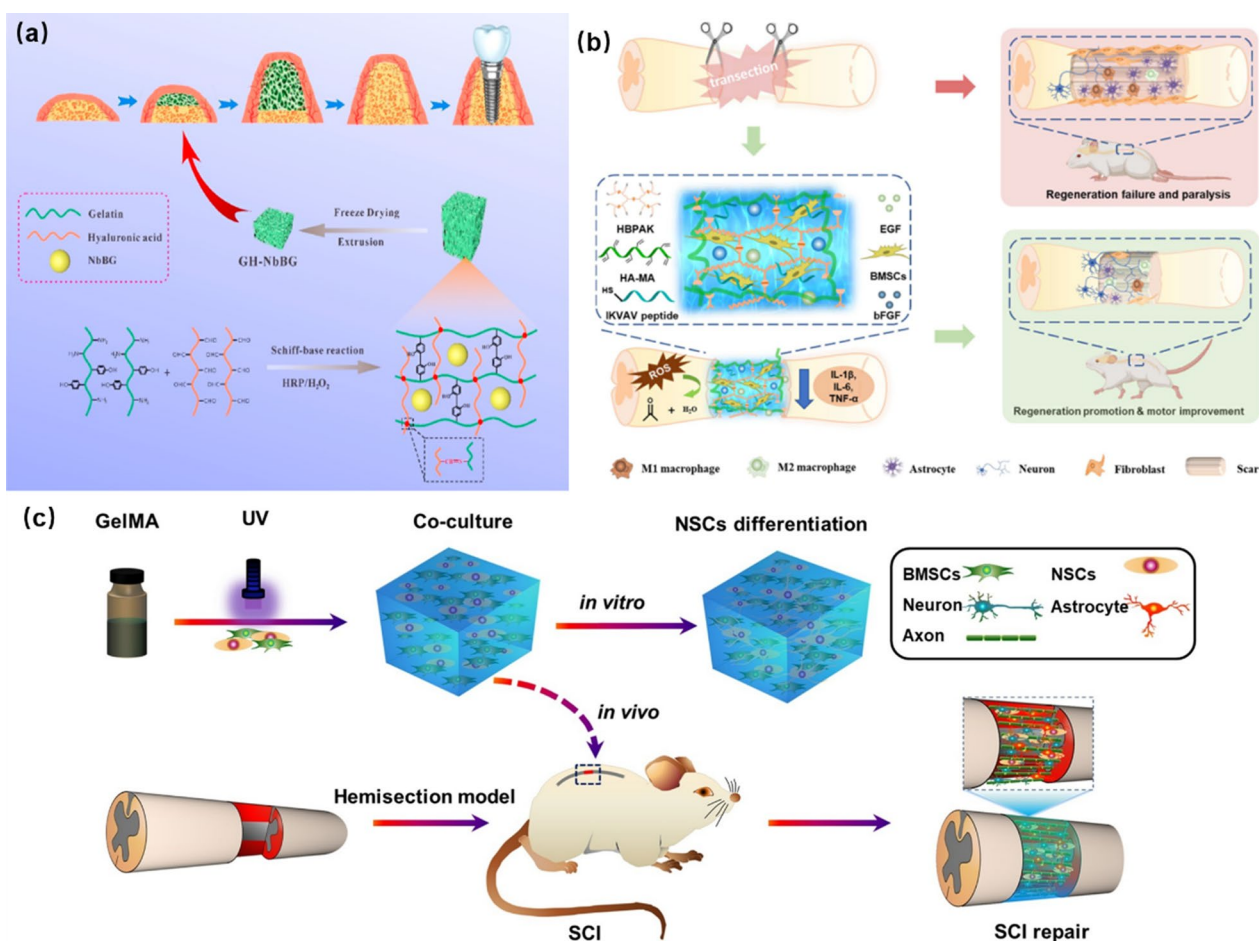 (a)
Gelatin
Hyaluronic acid
NbBG
GH-NbBG
Freeze Drying
Extrusion
Schiff-base reaction
HRP/H₂O₂
(b)
transection
HBPAK
HA-MA
HS
IKVAV peptide
EGF
BMSCs
bFGF
ROS
+ H₂O
IL-1β,
IL-6,
TNF-α
Regeneration failure and paralysis
Regeneration promotion & motor improvement
M1 macrophage
M2 macrophage
Astrocyte
Neuron
Fibroblast
Scar
(c)
GelMA
UV
Co-culture
in vitro
NSCs differentiation
BMSCs
NSCs
Neuron
Astrocyte
Axon
in vivo
Hemisection model
SCI
SCI repair